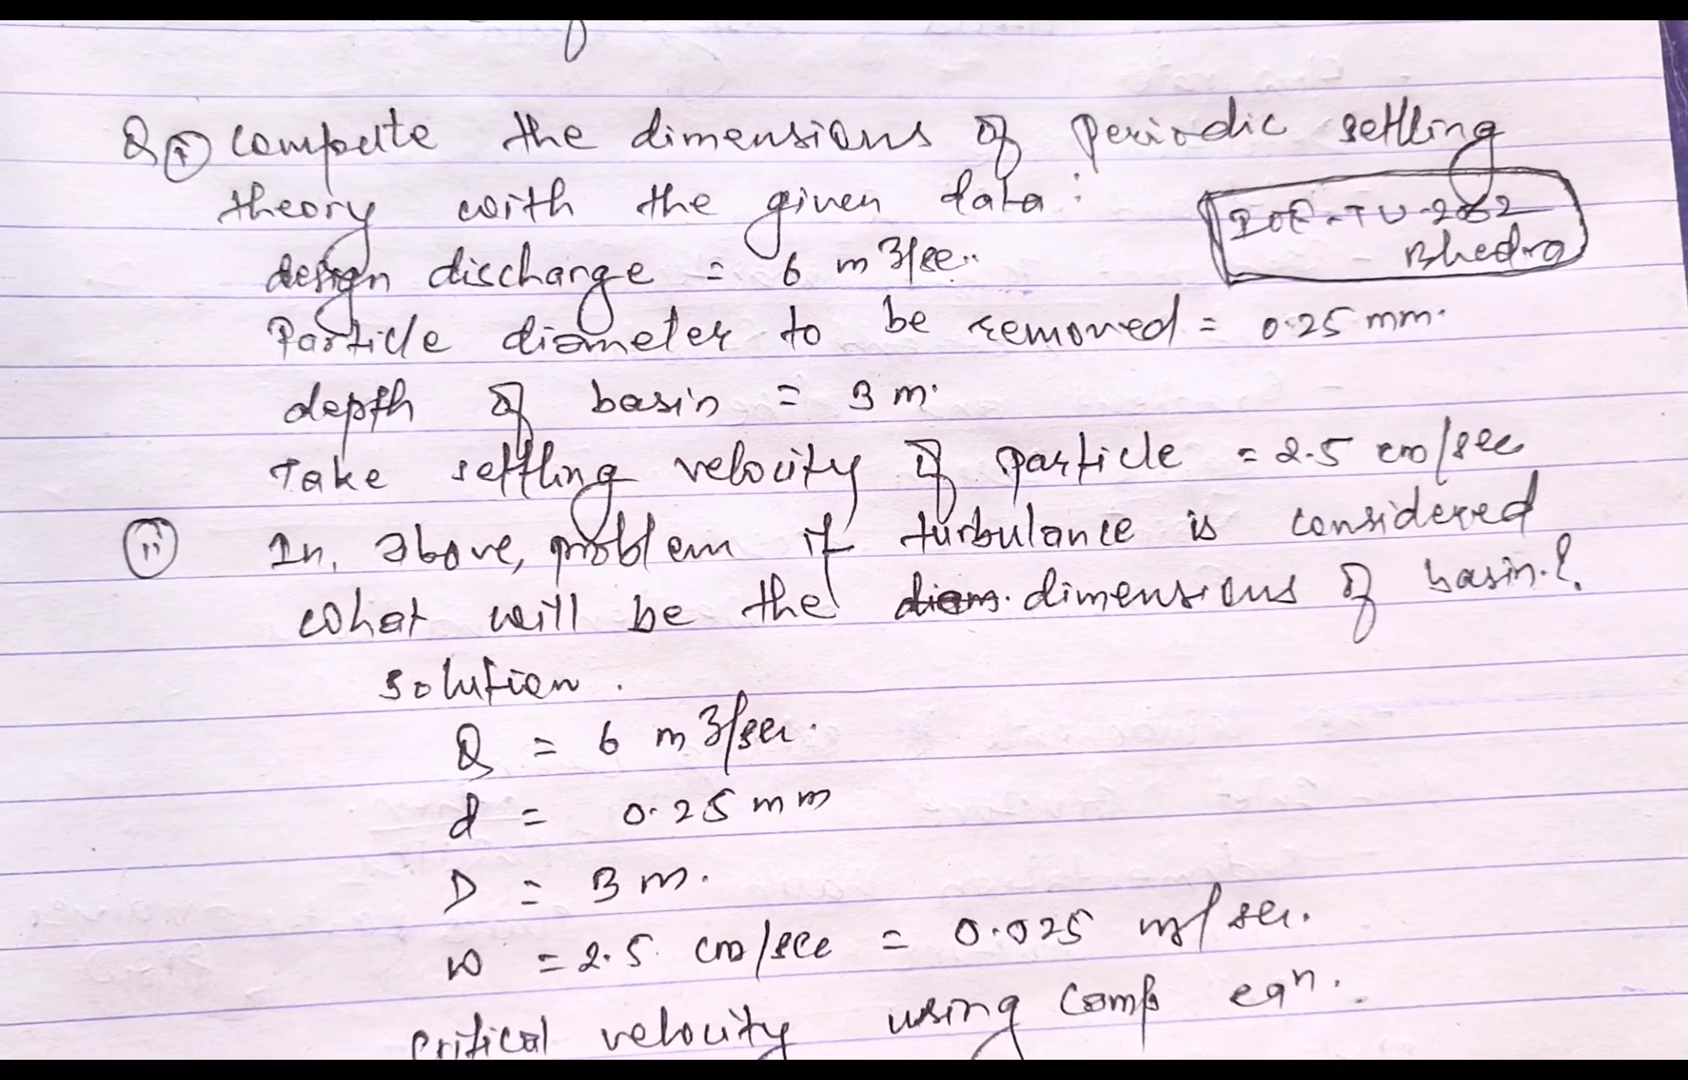 Q (i) compute the dimensions of periodic settling
theory with the given data:
IOE-TU-2062
Bhadra
design discharge = 6 m3/sec.
Particle diameter to be removed = 0.25 mm.
depth of basin = 3 m.
Take settling velocity of particle = 2.5 cm/sec
(ii) In, above, problem if turbulance is considered
what will be the dimensions of basin.?
solution.
Q = 6 m3/sec.
d = 0.25 mm
D = 3 m.
w = 2.5 cm/sec = 0.025 m/sec.
critical velocity using Camp eqn.